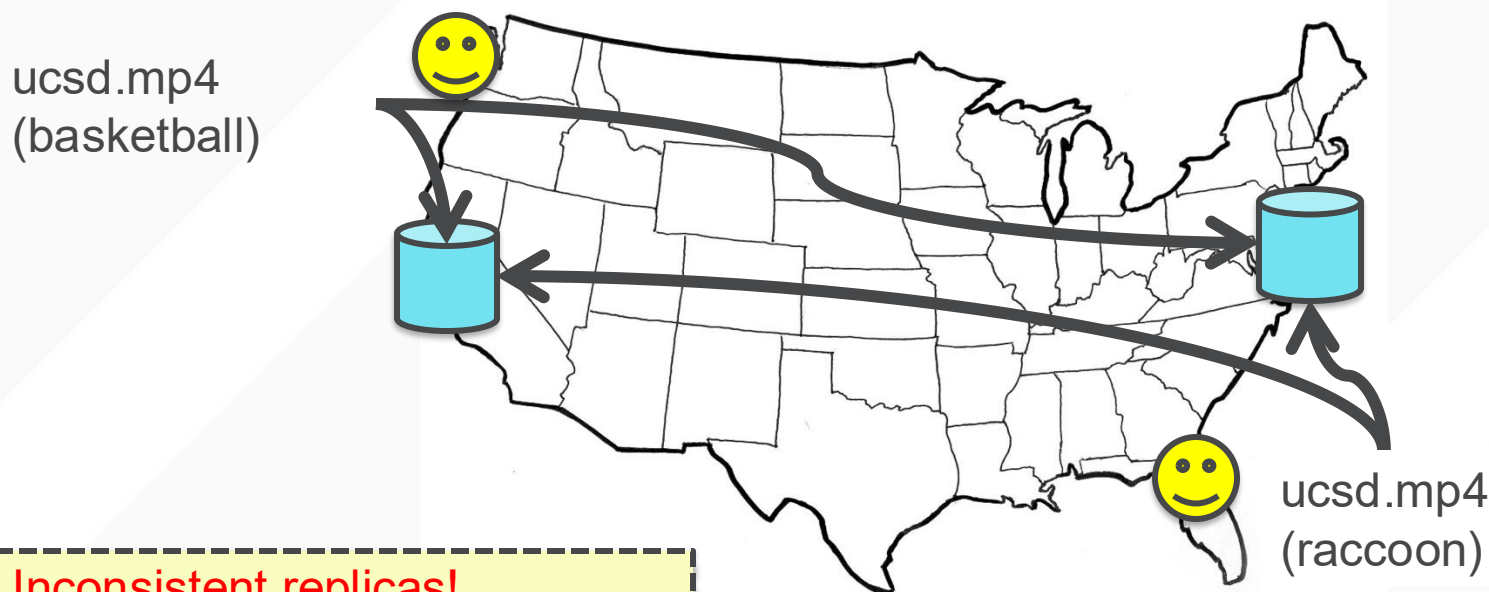 ucsd.mp4
(basketball)
ucsd.mp4
(raccoon)
Inconsistent replicas!